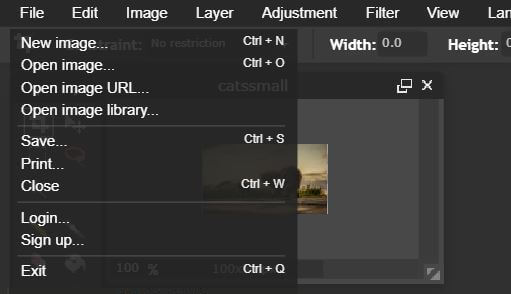 File Edit Image Layer Adjustment Filter View Lan
New image... Ctrl + N
straint: No restriction Width: 0.0 Height: 0
Open image... Ctrl + O
Open image URL...
catssmall
Open image library...
Save... Ctrl + S
Print...
Close Ctrl + W
Login...
Sign up...
Exit Ctrl + Q
100 % 100x